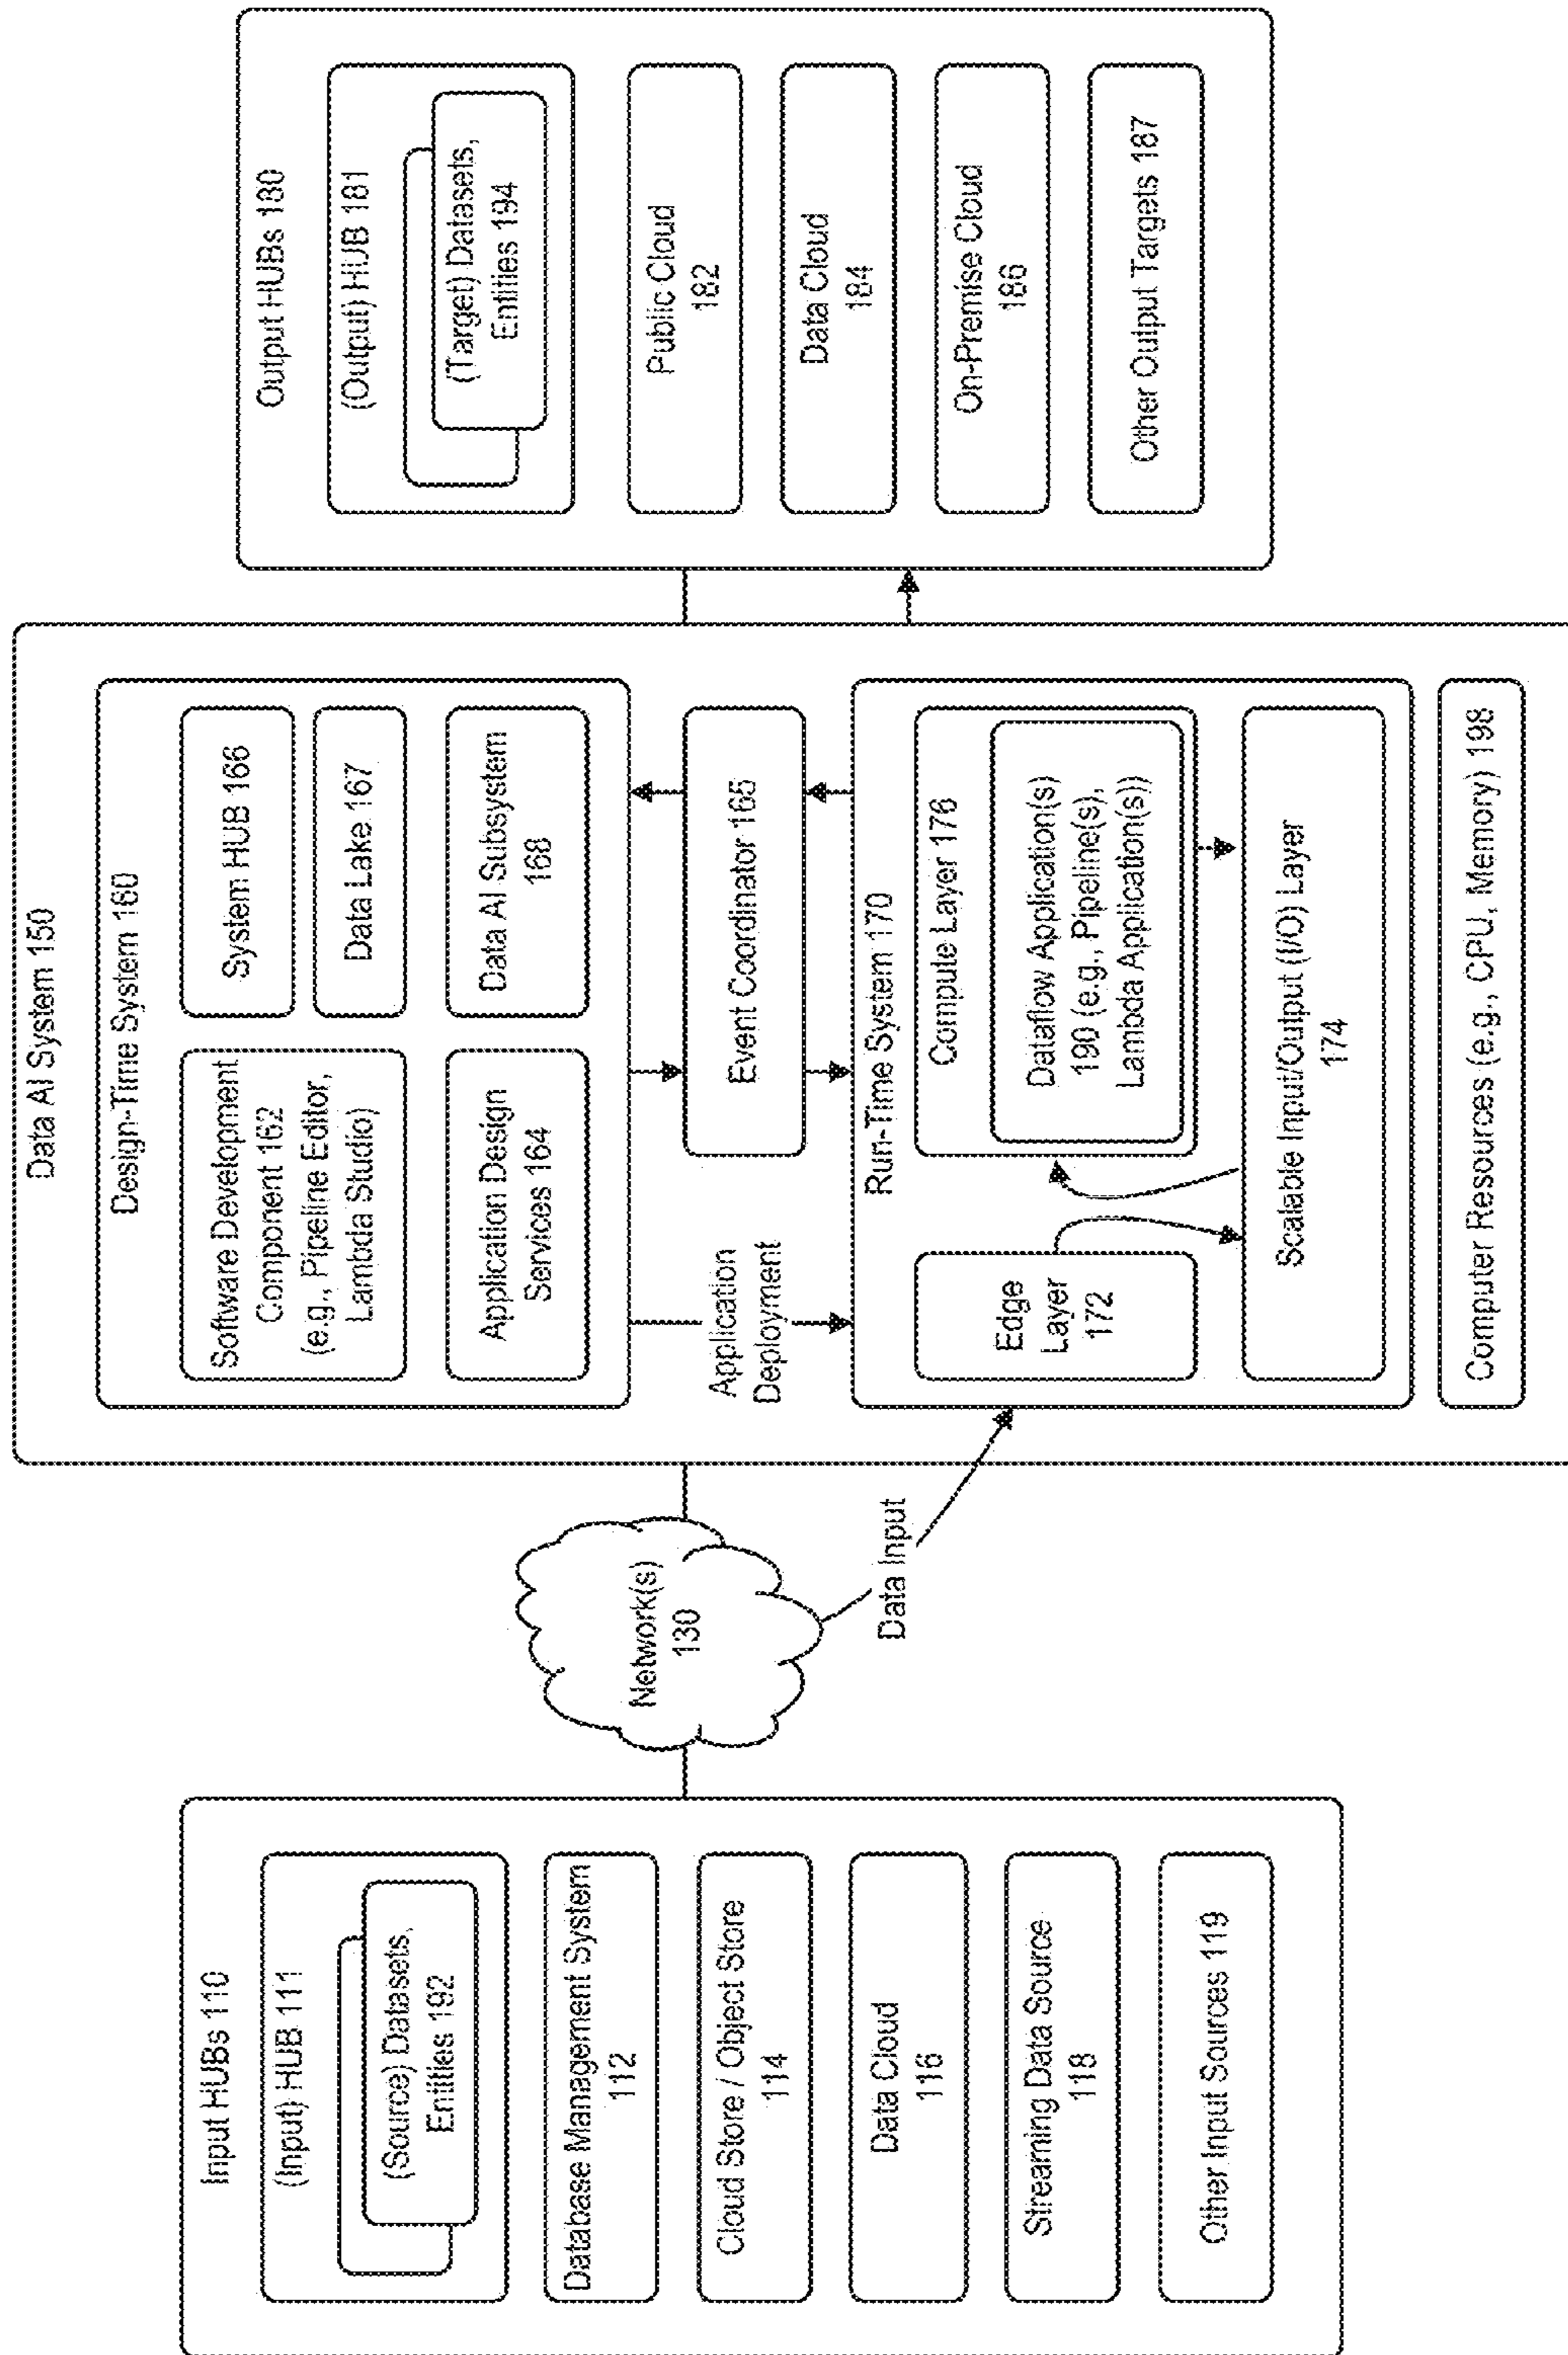 Input HUBs 110
(Input) HUB 111
(Source) Datasets,
Entities 192
Database Management System
112
Cloud Store / Object Store
114
Data Cloud
116
Streaming Data Source
118
Other Input Sources 119
Network(s)
130
Data Input
Data AI System 150
Design-Time System 160
Software Development
Component 162
(e.g., Pipeline Editor,
Lambda Studio)
System HUB 166
Data Lake 167
Application Design
Services 164
Data AI Subsystem
168
Application
Deployment
Event Coordinator 165
Run-Time System 170
Edge
Layer
172
Compute Layer 176
Dataflow Application(s)
190 (e.g., Pipeline(s),
Lambda Application(s))
Scalable Input/Output (I/O) Layer
174
Computer Resources (e.g., CPU, Memory) 198
Output HUBs 180
(Output) HUB 181
(Target) Datasets,
Entities 194
Public Cloud
182
Data Cloud
184
On-Premise Cloud
186
Other Output Targets 187